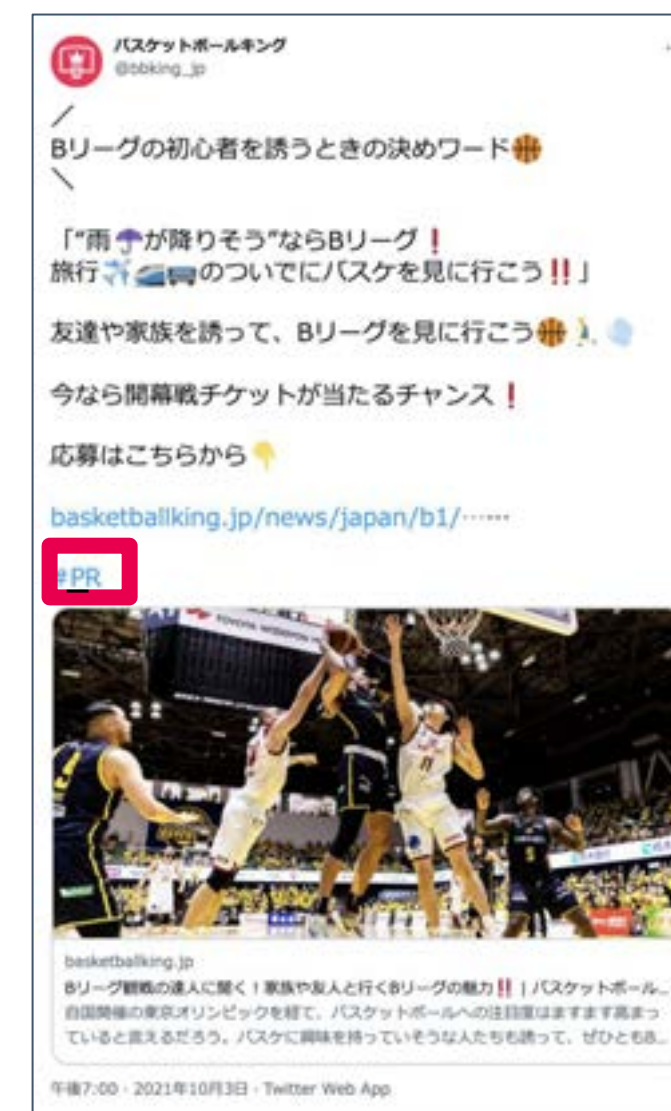 バスケットボールキング
@bbking_jp
／
Bリーグの初心者を誘うときの決めワード🏀
＼
「“雨☂が降りそう”ならBリーグ❗
旅行✈🚄🚌のついでにバスケを見に行こう‼」
友達や家族を誘って、Bリーグを見に行こう🏀
今なら開幕戦チケットが当たるチャンス❗
応募はこちらから👇
basketballking.jp/news/japan/b1/……
#PR
basketballking.jp
Bリーグ観戦の達人に聞く！家族や友人と行くBリーグの魅力‼ | バスケットボール...
自国開催の東京オリンピックを経て、バスケットボールへの注目度はますます高まっ
ていると言えるだろう。バスケに興味を持っていそうな人たちも誘って、ぜひともB...
午後7:00 · 2021年10月3日 · Twitter Web App